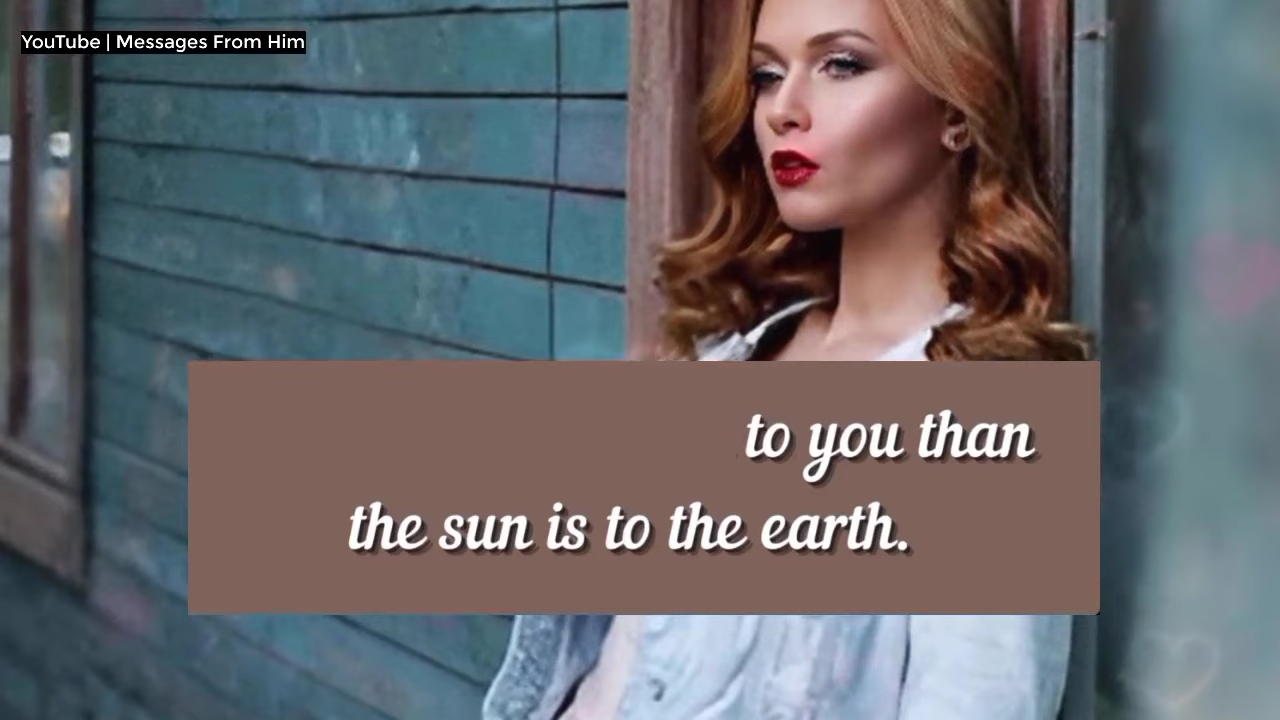 YouTube | Messages From Him
to you than
the sun is to the earth.